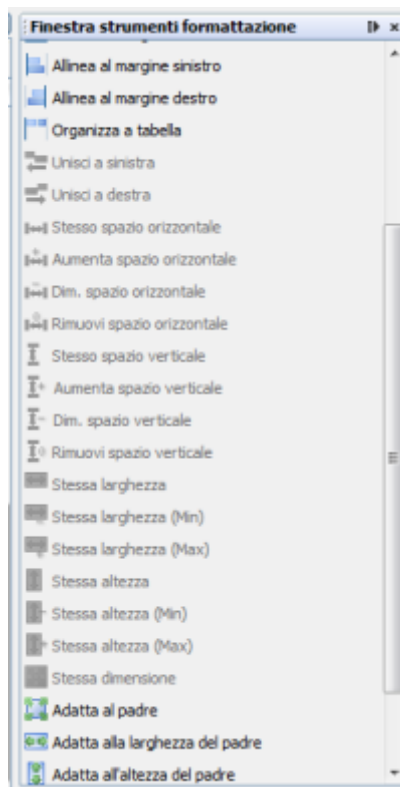 Finestra strumenti formattazione
Allinea al margine sinistro
Allinea al margine destro
Organizza a tabella
Unisci a sinistra
Unisci a destra
Stesso spazio orizzontale
Aumenta spazio orizzontale
Dim. spazio orizzontale
Rimuovi spazio orizzontale
Stesso spazio verticale
Aumenta spazio verticale
Dim. spazio verticale
Rimuovi spazio verticale
Stessa larghezza
Stessa larghezza (Min)
Stessa larghezza (Max)
Stessa altezza
Stessa altezza (Min)
Stessa altezza (Max)
Stessa dimensione
Adatta al padre
Adatta alla larghezza del padre
Adatta all'altezza del padre